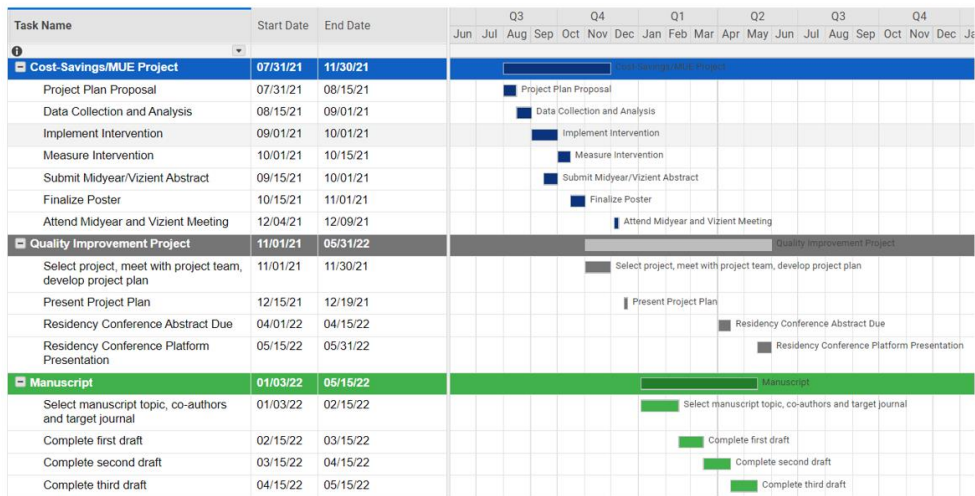 Q3 Q4 Q1 Q2 Q3 Q4
Task Name Start Date End Date
Jun Jul Aug Sep Oct Nov Dec Jan Feb Mar Apr May Jun Jul Aug Sep Oct Nov Dec Ja
Cost-Savings/MUE Project 07/31/21 11/30/21 Cost-Savings/MUE Project
Project Plan Proposal 07/31/21 08/15/21 Project Plan Proposal
Data Collection and Analysis 08/15/21 09/01/21 Data Collection and Analysis
Implement Intervention 09/01/21 10/01/21 Implement Intervention
Measure Intervention 10/01/21 10/15/21 Measure Intervention
Submit Midyear/Vizient Abstract 09/15/21 10/01/21 Submit Midyear/Vizient Abstract
Finalize Poster 10/15/21 11/01/21 Finalize Poster
Attend Midyear and Vizient Meeting 12/04/21 12/09/21 Attend Midyear and Vizient Meeting
Quality Improvement Project 11/01/21 05/31/22 Quality Improvement Project
Select project, meet with project team, 11/01/21 11/30/21 Select project, meet with project team, develop project plan
develop project plan
Present Project Plan 12/15/21 12/19/21 Present Project Plan
Residency Conference Abstract Due 04/01/22 04/15/22 Residency Conference Abstract Due
Residency Conference Platform 05/15/22 05/31/22 Residency Conference Platform Presentation
Presentation
Manuscript 01/03/22 05/15/22 Manuscript
Select manuscript topic, co-authors 01/03/22 02/15/22 Select manuscript topic, co-authors and target journal
and target journal
Complete first draft 02/15/22 03/15/22 Complete first draft
Complete second draft 03/15/22 04/15/22 Complete second draft
Complete third draft 04/15/22 05/15/22 Complete third draft